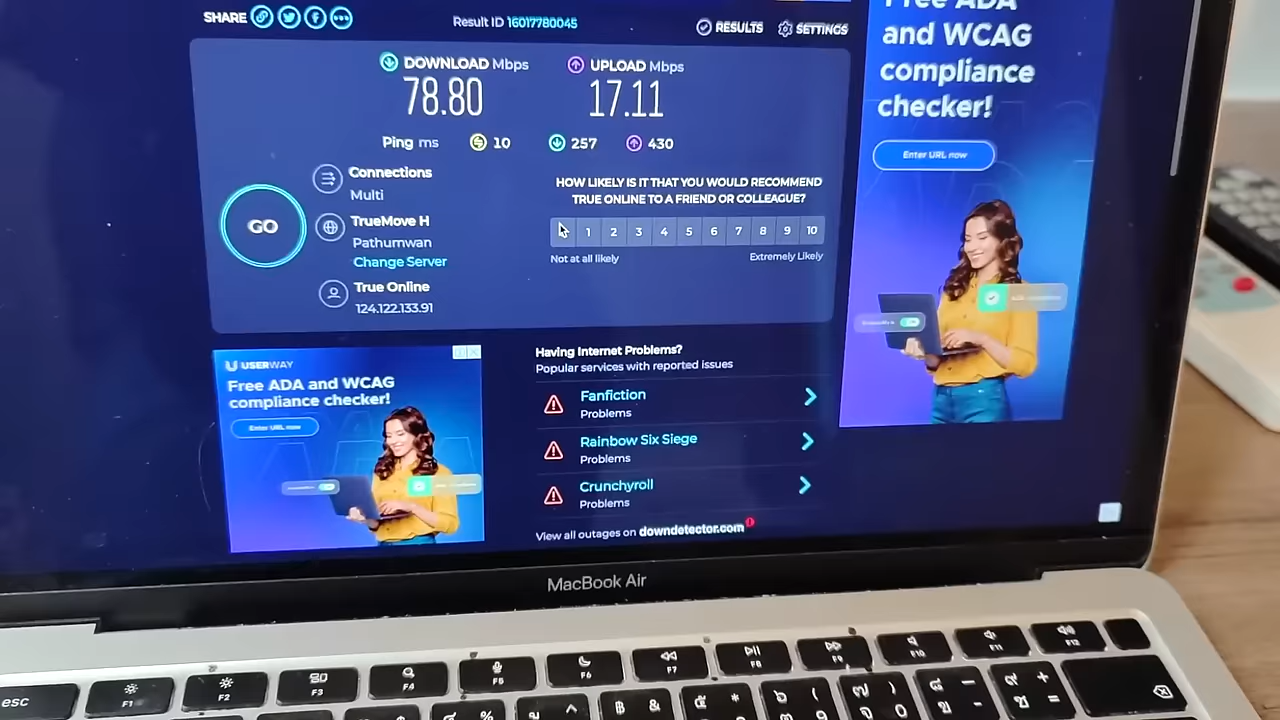 SHARE
Result ID 16017780045
RESULTS
SETTINGS
DOWNLOAD Mbps
UPLOAD Mbps
78.80
17.11
Ping ms 10 257 430
Connections
Multi
TrueMove H
Pathumwan
Change Server
True Online
124.122.133.91
GO
HOW LIKELY IS IT THAT YOU WOULD RECOMMEND
TRUE ONLINE TO A FRIEND OR COLLEAGUE?
1 2 3 4 5 6 7 8 9 10
Not at all likely
Extremely Likely
and WCAG
compliance
checker!
Enter URL now
USERWAY
Free ADA and WCAG
compliance checker!
Enter URL now
Having Internet Problems?
Popular services with reported issues
Fanfiction
Problems
Rainbow Six Siege
Problems
Crunchyroll
Problems
View all outages on downdetector.com
MacBook Air
esc F1 F2 F3 F4 F5 F6 F7 F8 F9 F10 F11 F12